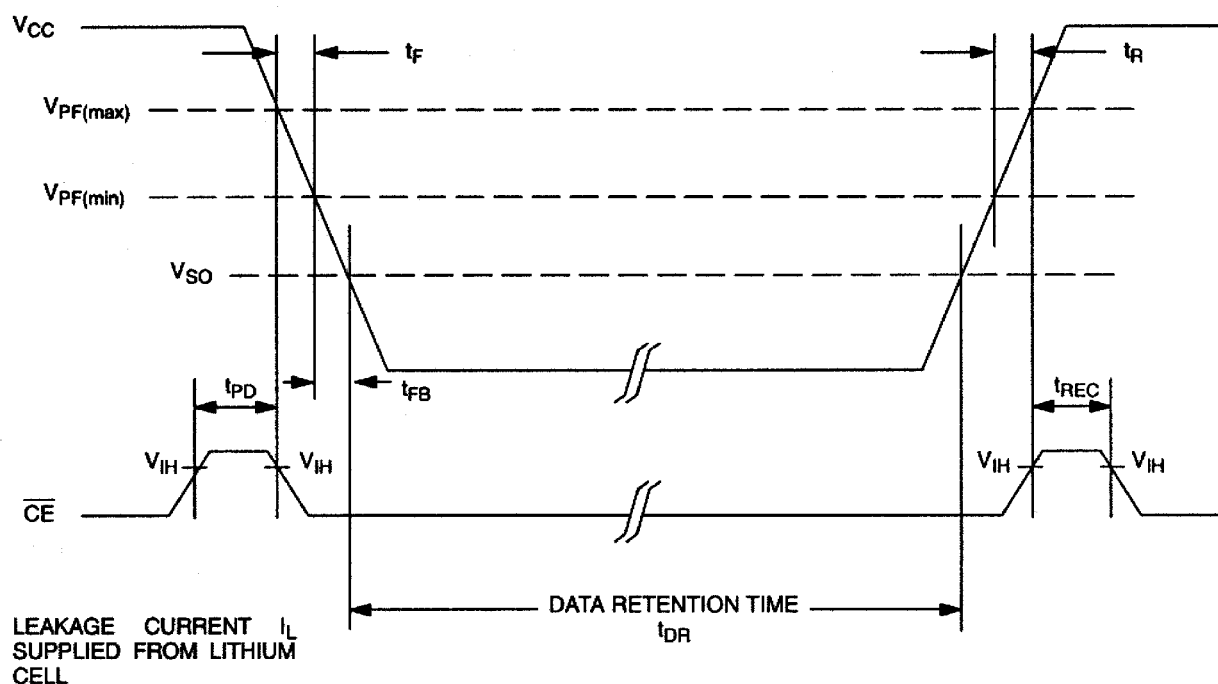 VCC
tF
tR
VPF(max)
VPF(min)
VSO
tPD
tFB
tREC
VIH
VIH
VIH
VIH
CE
DATA RETENTION TIME
tDR
LEAKAGE CURRENT IL
SUPPLIED FROM LITHIUM
CELL